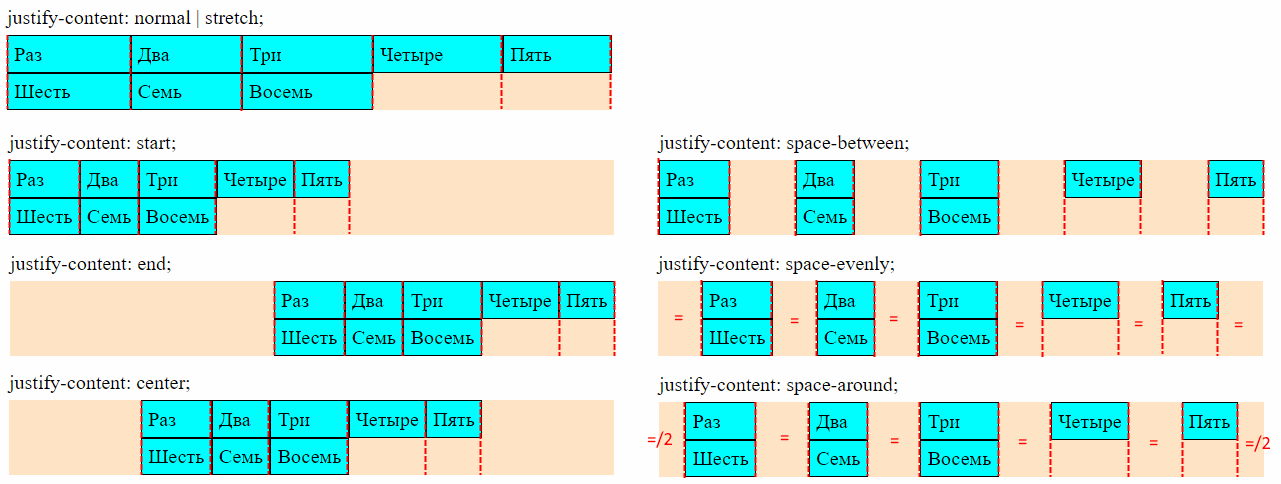 justify-content: normal | stretch;
Раз Два Три Четыре Пять
Шесть Семь Восемь
justify-content: start;
Раз Два Три Четыре Пять
Шесть Семь Восемь
justify-content: end;
Раз Два Три Четыре Пять
Шесть Семь Восемь
justify-content: center;
Раз Два Три Четыре Пять
Шесть Семь Восемь
justify-content: space-between;
Раз Два Три Четыре Пять
Шесть Семь Восемь
justify-content: space-evenly;
Раз Два Три Четыре Пять
= = = = = =
Шесть Семь Восемь
justify-content: space-around;
Раз Два Три Четыре Пять
=/2 = = = = =/2
Шесть Семь Восемь